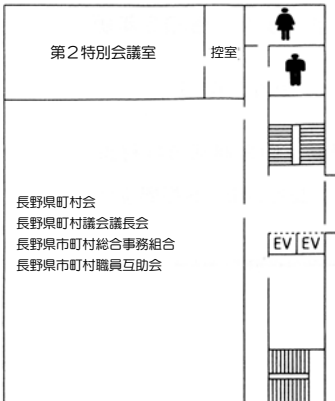 第2特別会議室
控室
長野県町村会
長野県町村議会議長会
長野県市町村総合事務組合
長野県市町村職員互助会
EV EV